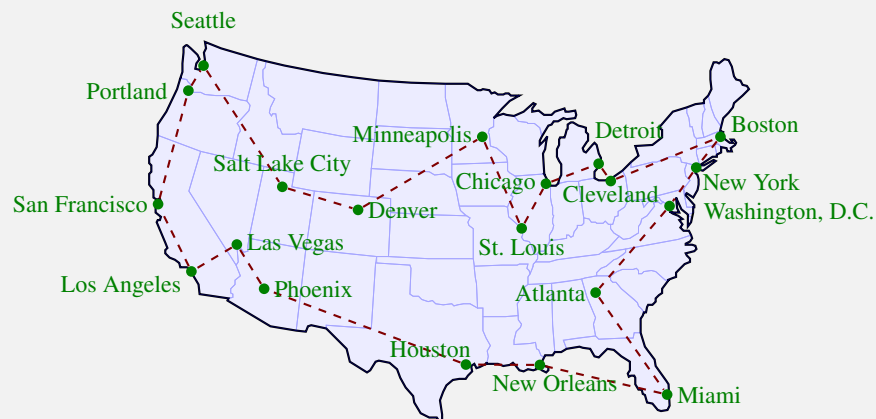 Seattle
Portland
Minneapolis
Detroit
Boston
Salt Lake City
Chicago
Cleveland
New York
San Francisco
Denver
Washington, D.C.
Las Vegas
St. Louis
Los Angeles
Phoenix
Atlanta
Houston
New Orleans
Miami